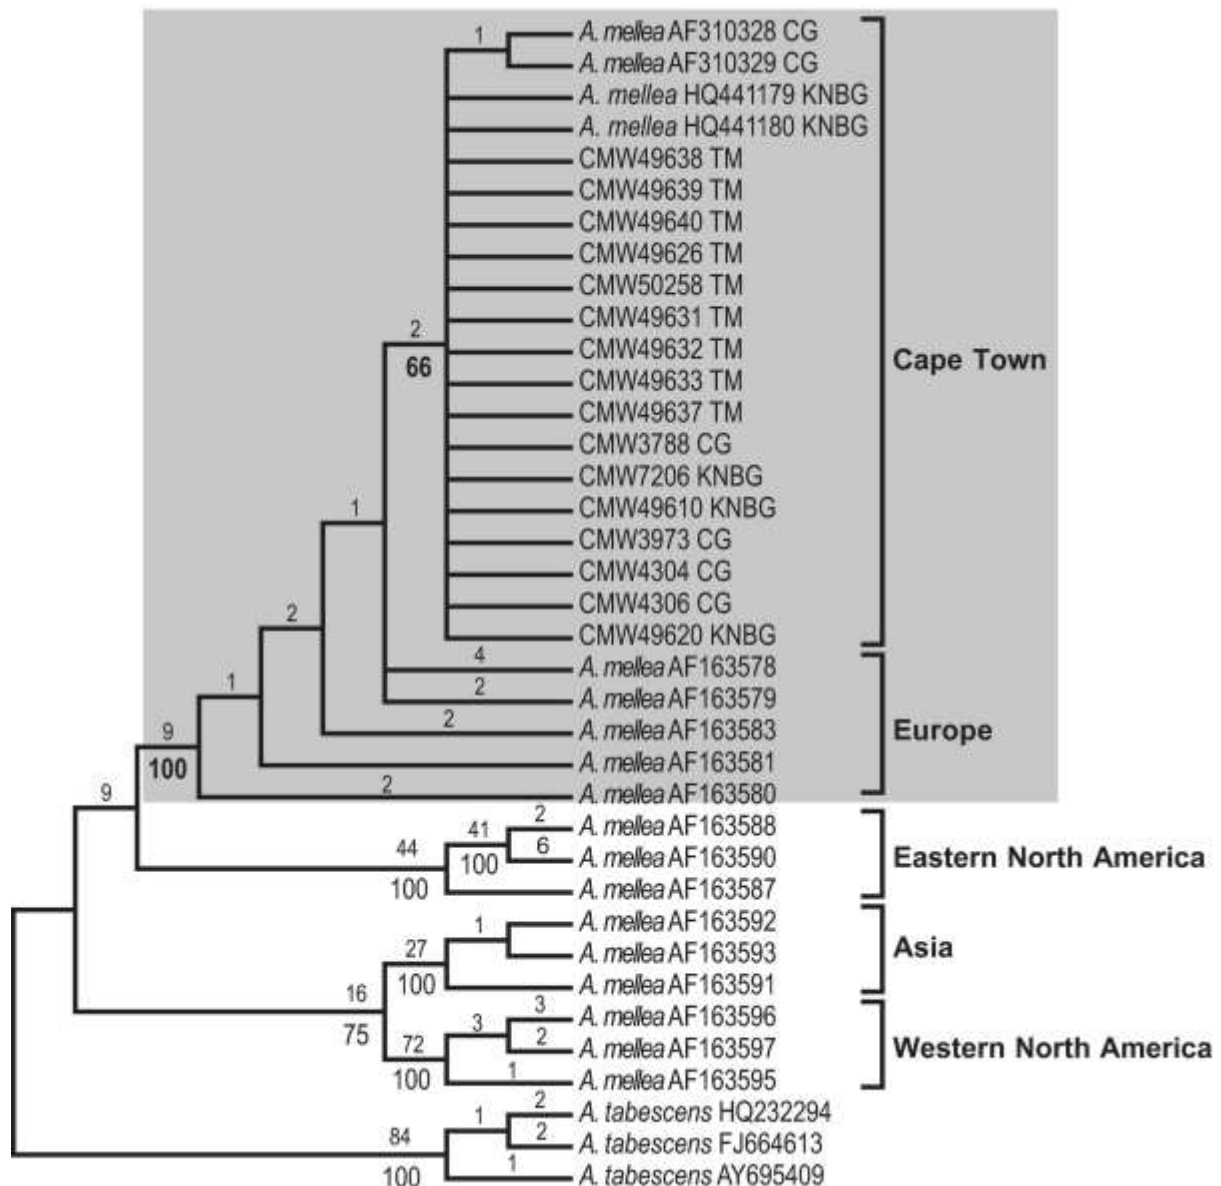 1
A. mellea AF310328 CG
A. mellea AF310329 CG
A. mellea HQ441179 KNBG
A. mellea HQ441180 KNBG
CMW49638 TM
CMW49639 TM
CMW49640 TM
CMW49626 TM
CMW50258 TM
CMW49631 TM
2
CMW49632 TM
Cape Town
66
CMW49633 TM
CMW49637 TM
CMW3788 CG
CMW7206 KNBG
1
CMW49610 KNBG
CMW3973 CG
CMW4304 CG
CMW4306 CG
2
CMW49620 KNBG
4
A. mellea AF163578
1
2
A. mellea AF163579
2
A. mellea AF163583
Europe
9
100
A. mellea AF163581
9
2
A. mellea AF163580
2
A. mellea AF163588
41
44
6
100
A. mellea AF163590
Eastern North America
100
A. mellea AF163587
1
A. mellea AF163592
27
A. mellea AF163593
Asia
100
A. mellea AF163591
16
3
A. mellea AF163596
75
3
72
2
A. mellea AF163597
Western North America
100
1
A. mellea AF163595
2
A. tabescens HQ232294
1
84
2
A. tabescens FJ664613
100
1
A. tabescens AY695409